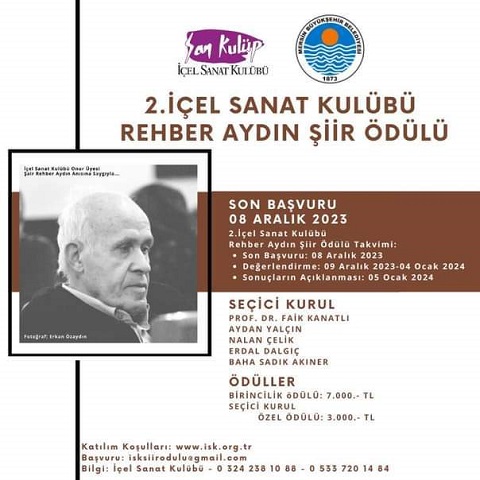 Şan Kulüp
İÇEL SANAT KULÜBÜ
MERSİN BÜYÜKŞEHİR BELEDİYESİ
1873
2.İÇEL SANAT KULÜBÜ
REHBER AYDIN ŞİİR ÖDÜLÜ
İçel Sanat Kulübü Onur Üyesi
Şair Rehber Aydın Anısına Saygıyla...
Fotoğraf: Erkan Özaydın
SON BAŞVURU
08 ARALIK 2023
2.İçel Sanat Kulübü
Rehber Aydın Şiir Ödülü Takvimi:
• Son Başvuru: 08 Aralık 2023
• Değerlendirme: 09 Aralık 2023-04 Ocak 2024
• Sonuçların Açıklanması: 05 Ocak 2024
SEÇİCİ KURUL
PROF. DR. FAİK KANATLI
AYDAN YALÇIN
NALAN ÇELİK
ERDAL DALGIÇ
BAHA SADIK AKINER
ÖDÜLLER
BİRİNCİLİK öDÜLÜ: 7.000.- TL
SEÇİCİ KURUL
ÖZEL ÖDÜLÜ: 3.000.- TL
Katılım Koşulları: www.isk.org.tr
Başvuru: isksiirodulu@gmail.com
Bilgi: İçel Sanat Kulübü - 0 324 238 10 88 - 0 533 720 14 84